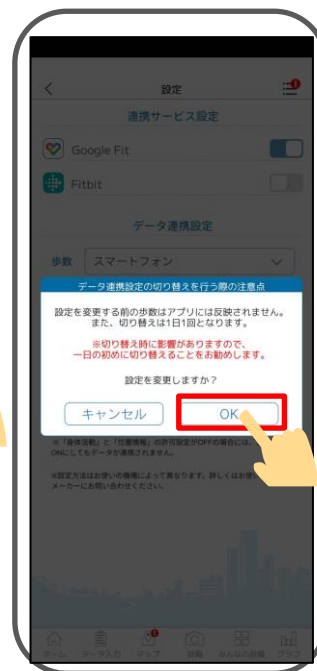 設定
連携サービス設定
Google Fit
Fitbit
データ連携設定
歩数 スマートフォン
データ連携設定の切り替えを行う際の注意点
設定を変更する前の歩数はアプリには反映されません。
また、切り替えは1日1回となります。
※切り替え時に影響がありますので、
一日の初めに切り替えることをお勧めします。
設定を変更しますか?
キャンセル OK
※「身体活動」と「位置情報」の許可設定がOFFの場合には、
ONにしてもデータが連携されません。
※設定方法はお使いの機種によって異なります。詳しくはお使い
メーカーにお問い合わせください。
ホーム データ入力 マップ 投稿 みんなの投稿 グラフ